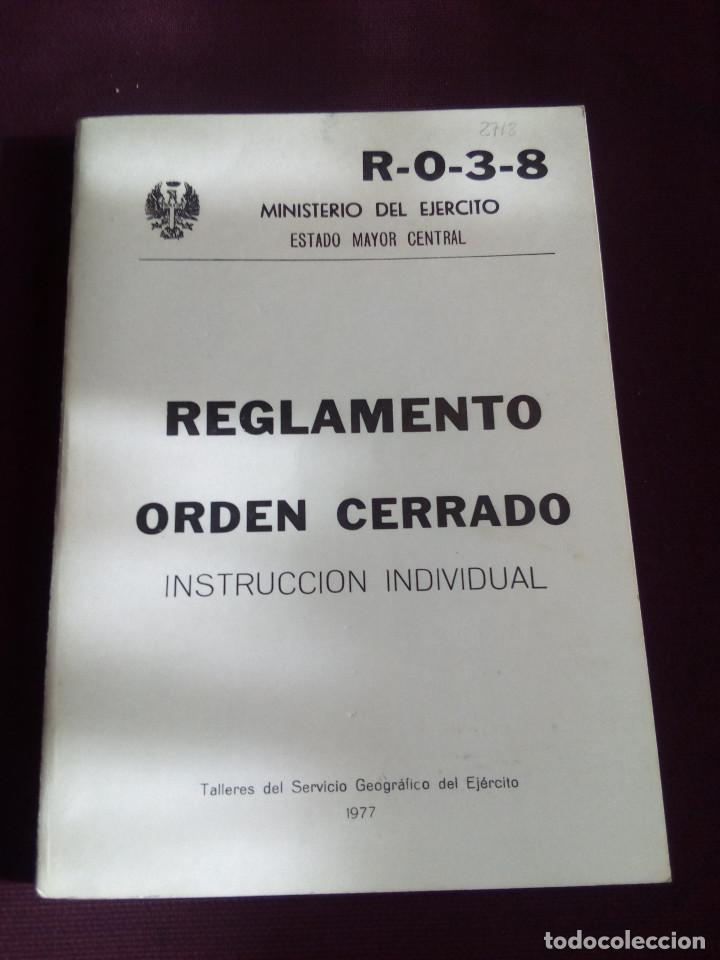 2718
R-0-3-8
MINISTERIO DEL EJERCITO
ESTADO MAYOR CENTRAL
REGLAMENTO
ORDEN CERRADO
INSTRUCCION INDIVIDUAL
Talleres del Servicio Geográfico del Ejército
1977
todocoleccion